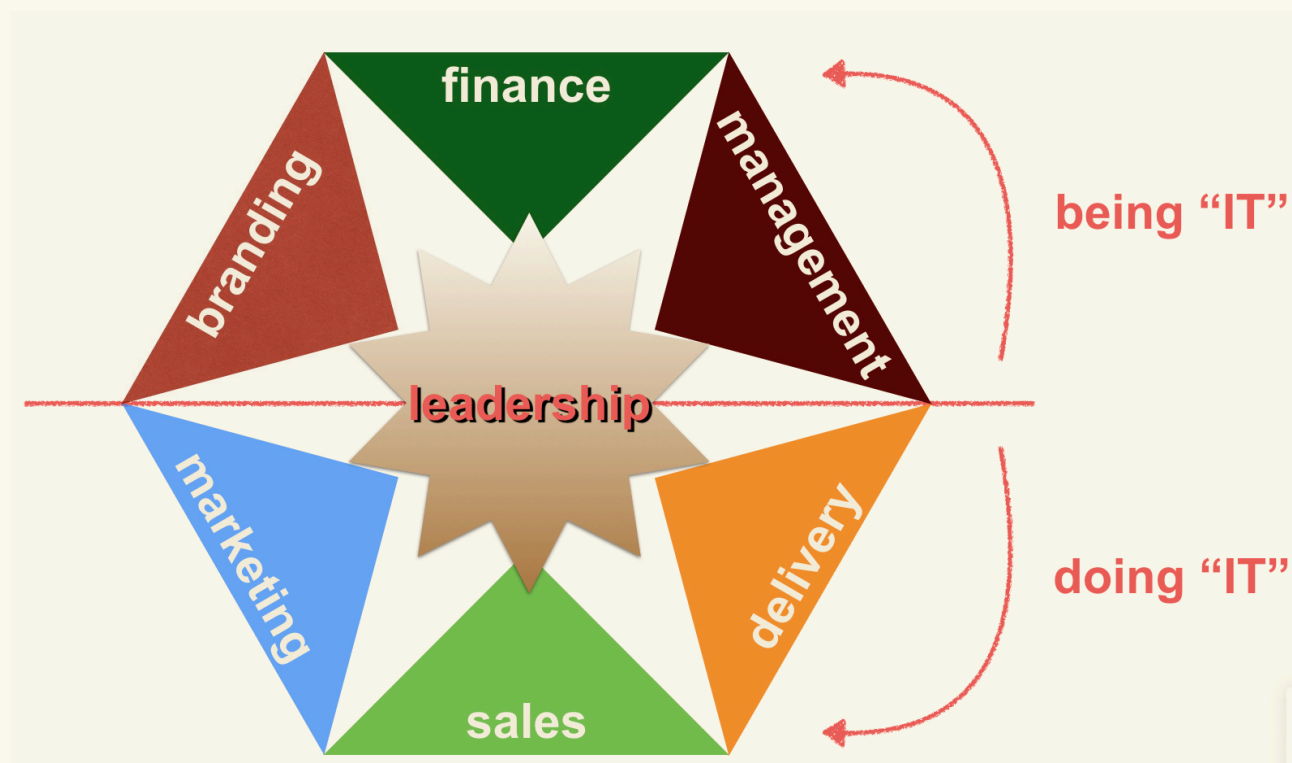 finance
branding
management
being “IT”
leadership
marketing
delivery
doing “IT”
sales